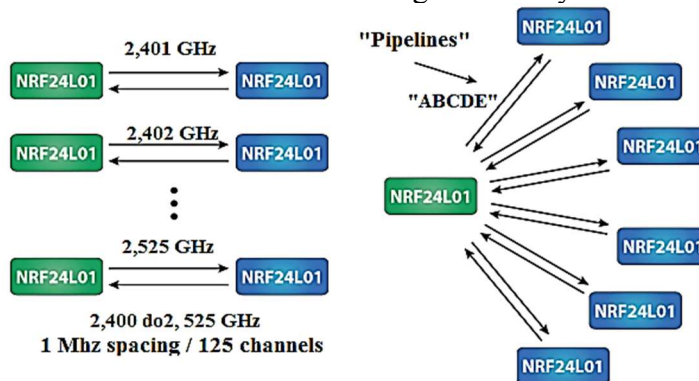 2,401 GHz
NRF24L01
NRF24L01
2,402 GHz
NRF24L01
NRF24L01
2,525 GHz
NRF24L01
NRF24L01
2,400 do2, 525 GHz
1 Mhz spacing / 125 channels
"Pipelines"
"ABCDE"
NRF24L01
NRF24L01
NRF24L01
NRF24L01
NRF24L01
NRF24L01
NRF24L01